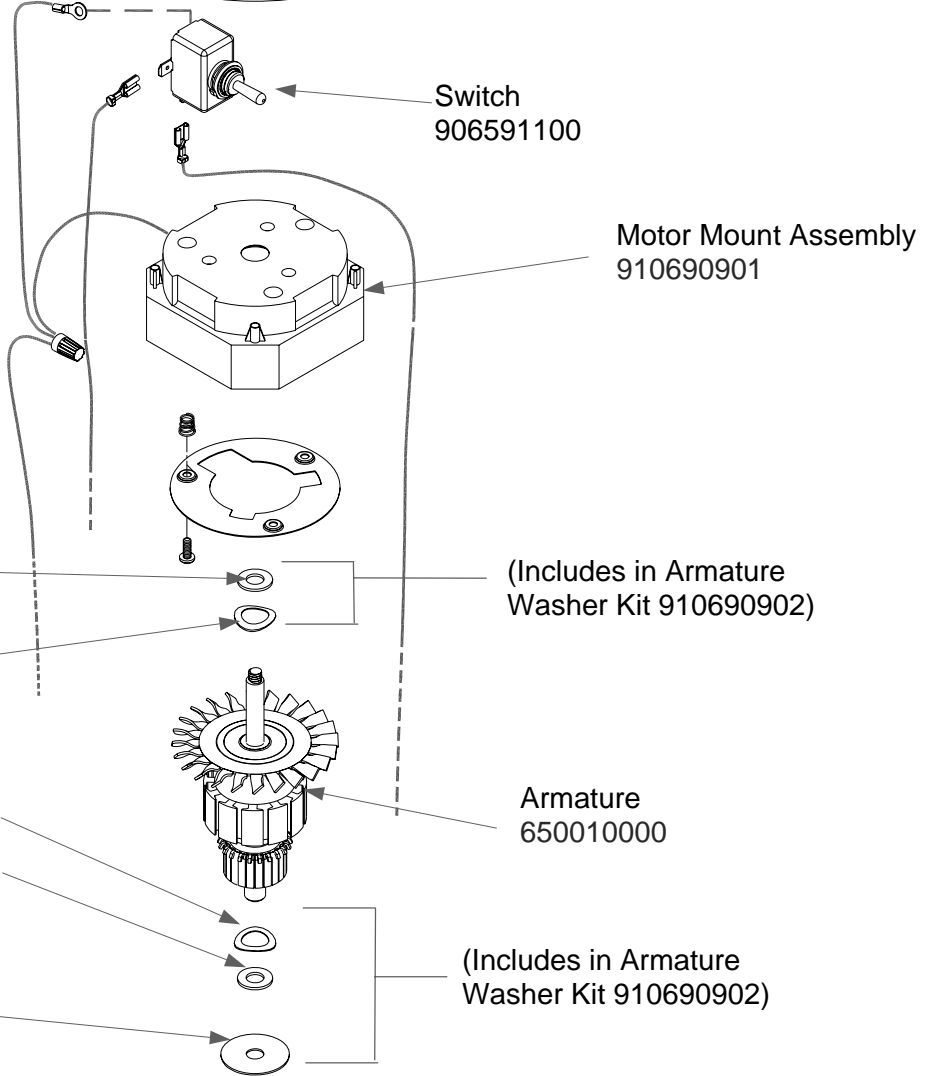 Switch
906591100
Motor Mount Assembly
910690901
(Includes in Armature
Washer Kit 910690902)
Armature
650010000
(Includes in Armature
Washer Kit 910690902)